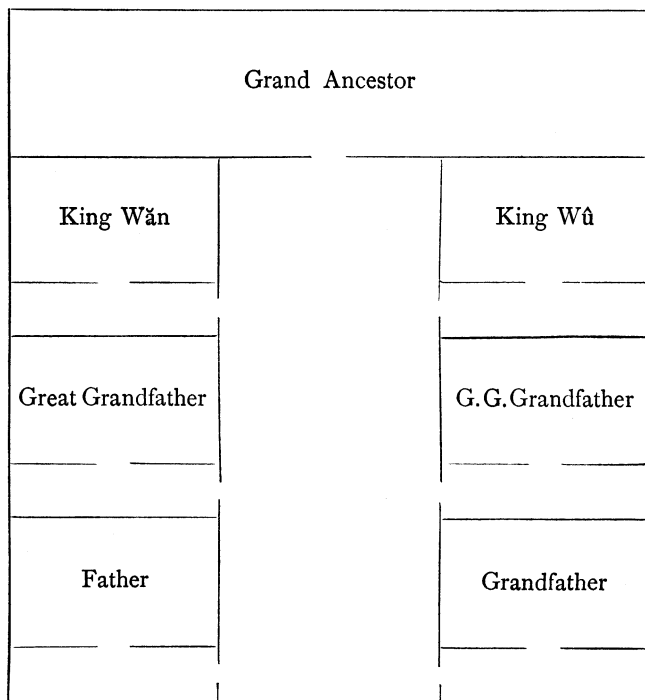 Grand Ancestor
King Wăn
King Wû
Great Grandfather
G.G.Grandfather
Father
Grandfather